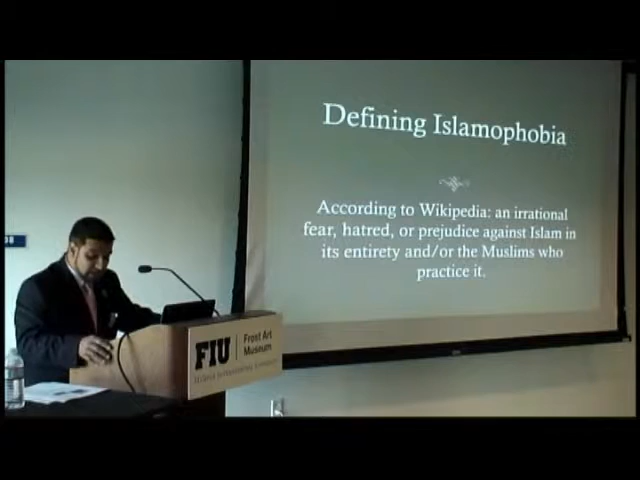 Defining Islamophobia
According to Wikipedia: an irrational
fear, hatred, or prejudice against Islam in
its entirety and/or the Muslims who
practice it.
FIU
Frost Art
Museum